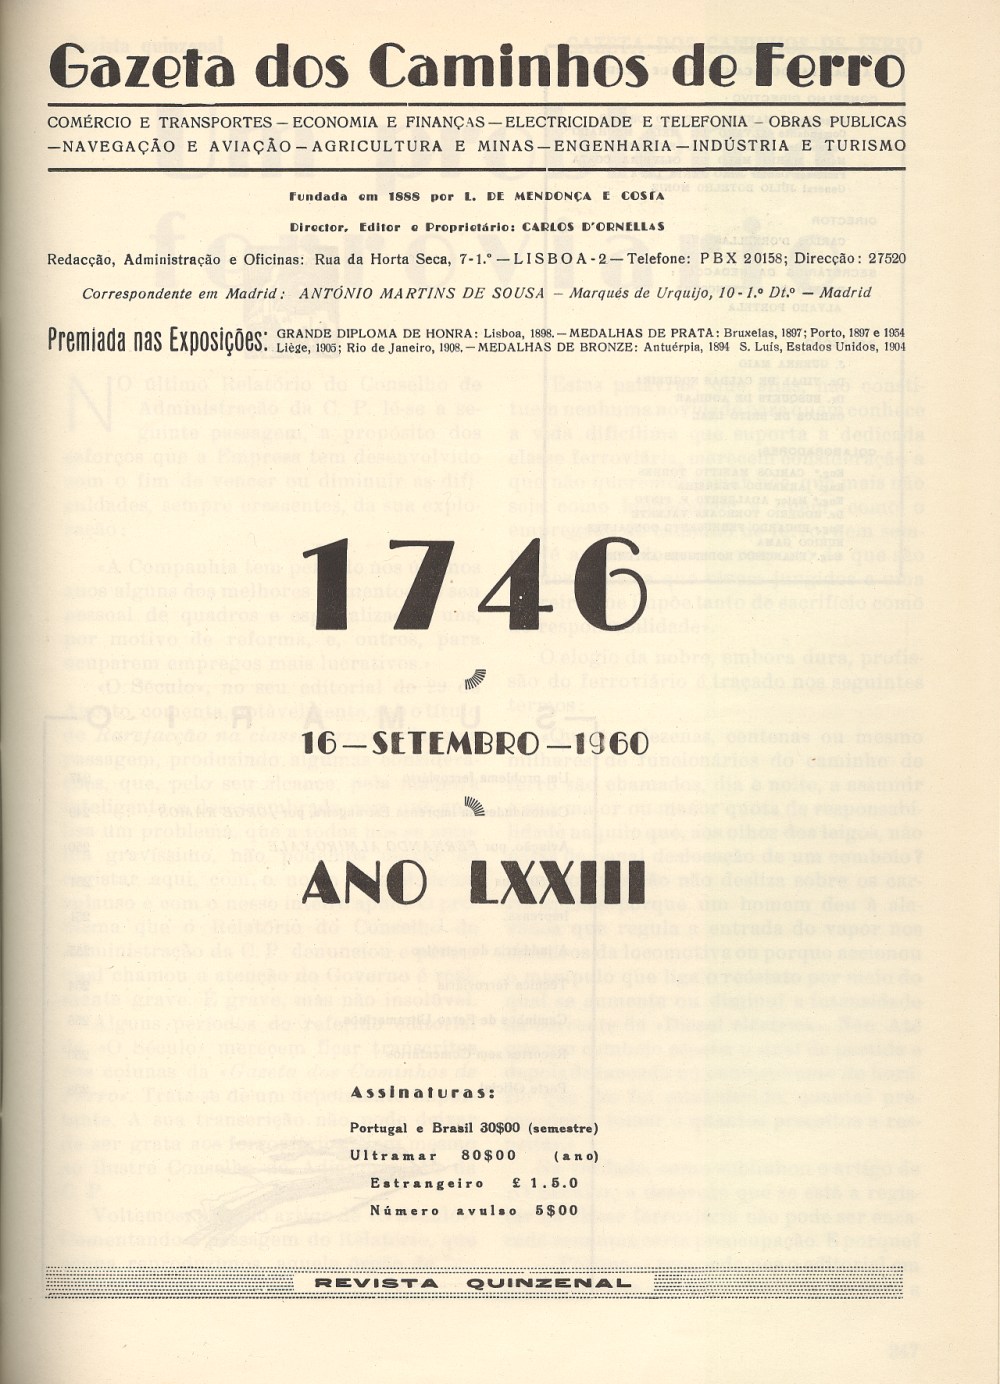 Gazeta dos Caminhos de Ferro
COMÉRCIO E TRANSPORTES — ECONOMIA E FINANÇAS — ELECTRICIDADE E TELEFONIA — OBRAS PUBLICAS
— NAVEGAÇÃO E AVIAÇÃO — AGRICULTURA E MINAS — ENGENHARIA — INDÚSTRIA E TURISMO
Fundada em 1888 por L. DE MENDONÇA E COSTA
Director, Editor e Proprietário: CARLOS D'ORNELLAS
Redacção, Administração e Oficinas: Rua da Horta Seca, 7-1.º — LISBOA-2 — Telefone: PBX 20158; Direcção: 27520
Correspondente em Madrid: ANTÓNIO MARTINS DE SOUSA — Marqués de Urquijo, 10-1.º Dt.º — Madrid
Premiada nas Exposições: GRANDE DIPLOMA DE HONRA: Lisboa, 1898. — MEDALHAS DE PRATA: Bruxelas, 1897; Porto, 1897 e 1934
Liège, 1905; Rio de Janeiro, 1908. — MEDALHAS DE BRONZE: Antuérpia, 1894 S. Luís, Estados Unidos, 1904
1746
16 — SETEMBRO — 1960
ANO LXXIII
Assinaturas:
Portugal e Brasil 30$00 (semestre)
Ultramar 80$00 (ano)
Estrangeiro £ 1.5.0
Número avulso 5$00
REVISTA QUINZENAL